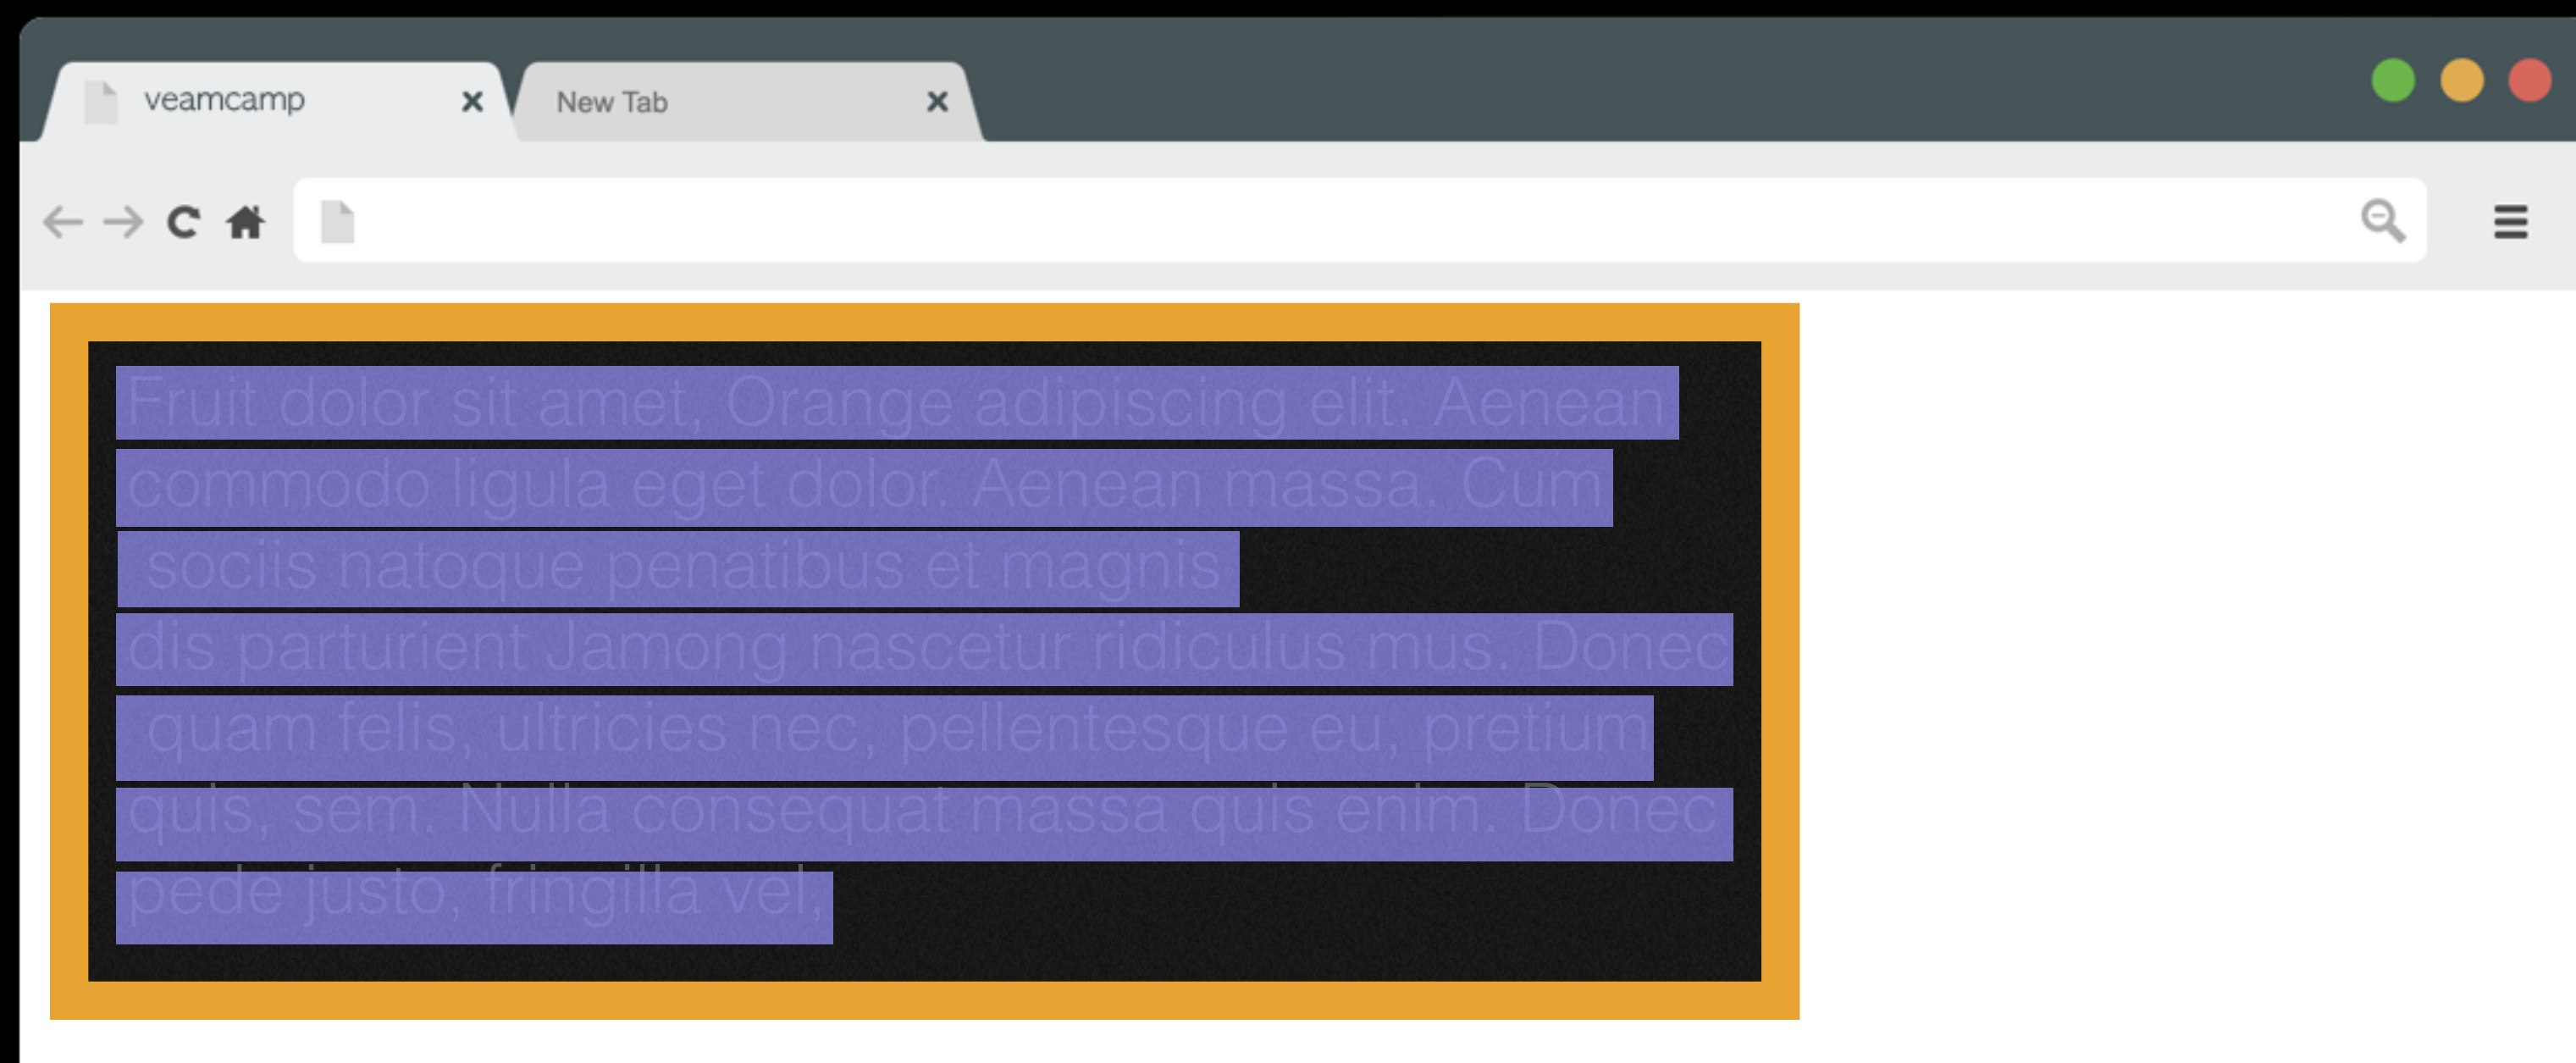 veamcamp
New Tab
Fruit dolor sit amet, Orange adipiscing elit. Aenean
commodo ligula eget dolor. Aenean massa. Cum
sociis natoque penatibus et magnis
dis parturient Jamong nascetur ridiculus mus. Donec
quam felis, ultricies nec, pellentesque eu, pretium
quis, sem. Nulla consequat massa quis enim. Donec
pede justo, fringilla vel,